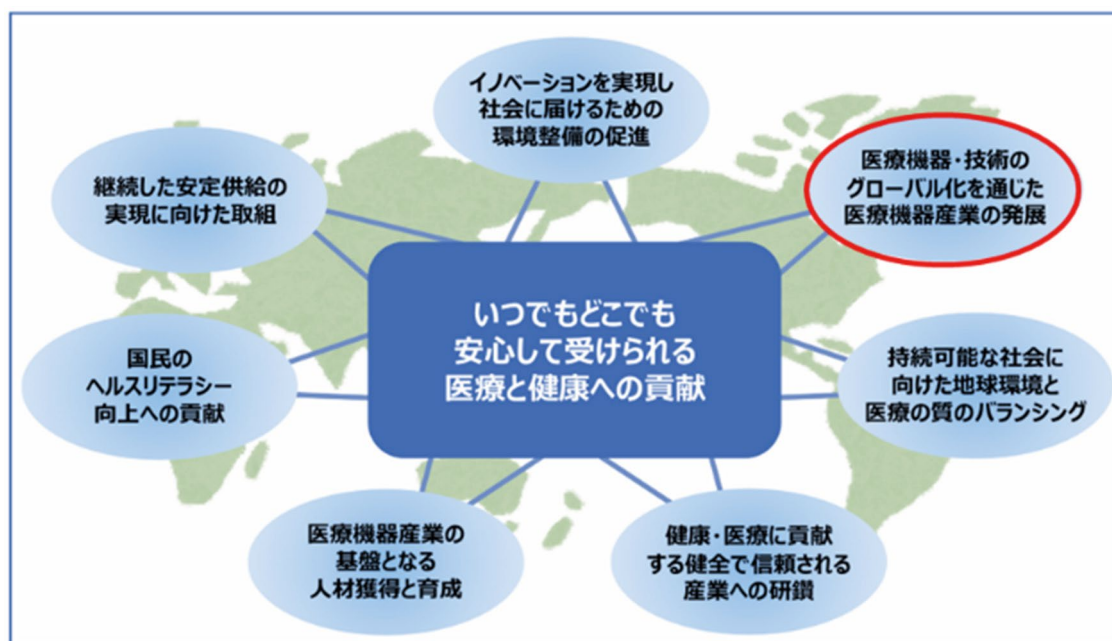 イノベーションを実現し
社会に届けるための
環境整備の促進
医療機器・技術の
グローバル化を通じた
医療機器産業の発展
継続した安定供給の
実現に向けた取組
いつでもどこでも
安心して受けられる
医療と健康への貢献
国民の
ヘルスリテラシー
向上への貢献
持続可能な社会に
向けた地球環境と
医療の質のバランシング
医療機器産業の
基盤となる
人材獲得と育成
健康・医療に貢献
する健全で信頼される
産業への研鑽